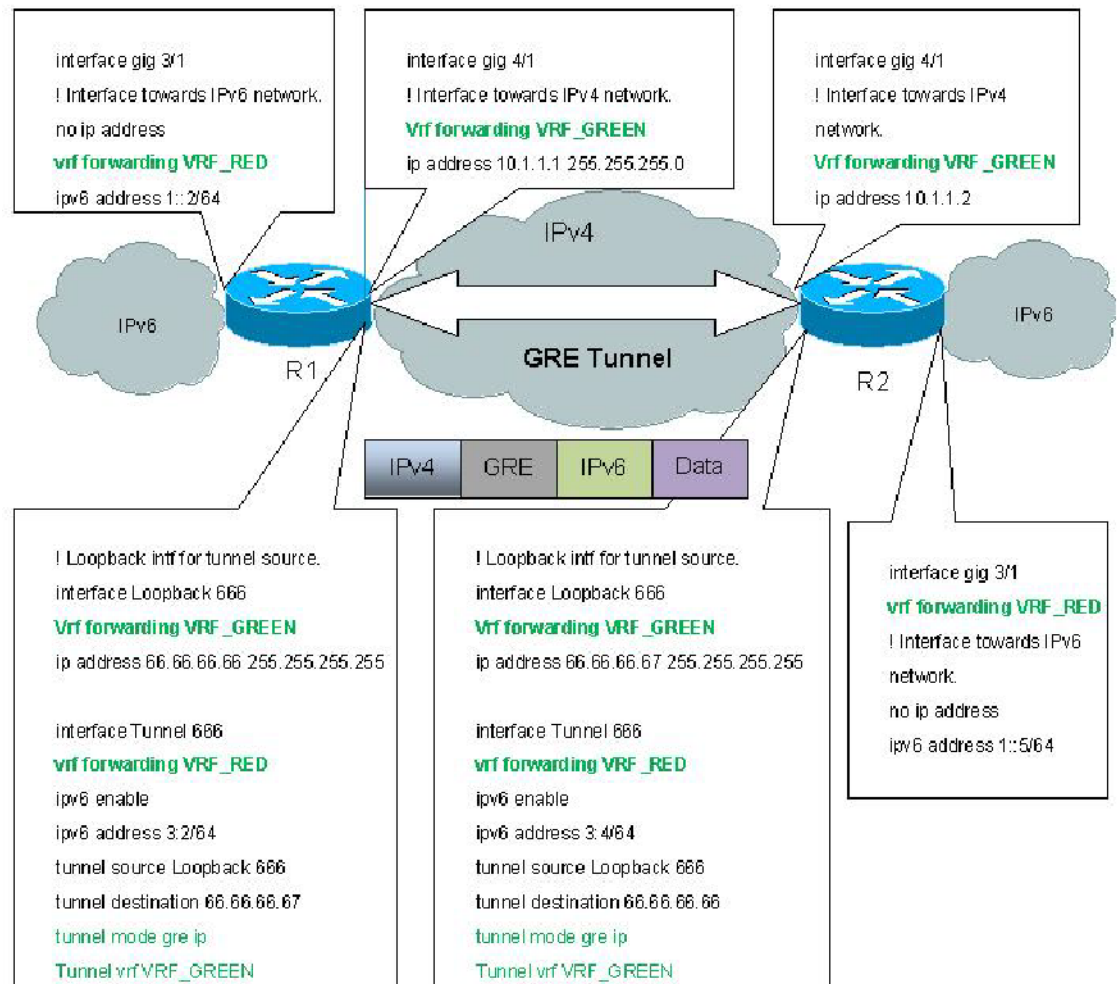 interface gig 3/1
! Interface towards IPv6 network.
no ip address
vrf forwarding VRF_RED
ipv6 address 1::2/64
interface gig 4/1
! Interface towards IPv4 network.
Vrf forwarding VRF_GREEN
ip address 10.1.1.1 255.255.255.0
interface gig 4/1
! Interface towards IPv4
network.
Vrf forwarding VRF_GREEN
ip address 10.1.1.2
IPv4
IPv6
IPv6
GRE Tunnel
R1
R2
IPv4 GRE IPv6 Data
! Loopback intf for tunnel source.
interface Loopback 666
Vrf forwarding VRF_GREEN
ip address 66.66.66.66 255.255.255.255
interface Tunnel 666
vrf forwarding VRF_RED
ipv6 enable
ipv6 address 3:2/64
tunnel source Loopback 666
tunnel destination 66.66.66.67
tunnel mode gre ip
Tunnel vrf VRF_GREEN
! Loopback intf for tunnel source.
interface Loopback 666
Vrf forwarding VRF_GREEN
ip address 66.66.66.67 255.255.255.255
interface Tunnel 666
vrf forwarding VRF_RED
ipv6 enable
ipv6 address 3:4/64
tunnel source Loopback 666
tunnel destination 66.66.66.66
tunnel mode gre ip
Tunnel vrf VRF_GREEN
interface gig 3/1
vrf forwarding VRF_RED
! Interface towards IPv6
network.
no ip address
ipv6 address 1::5/64